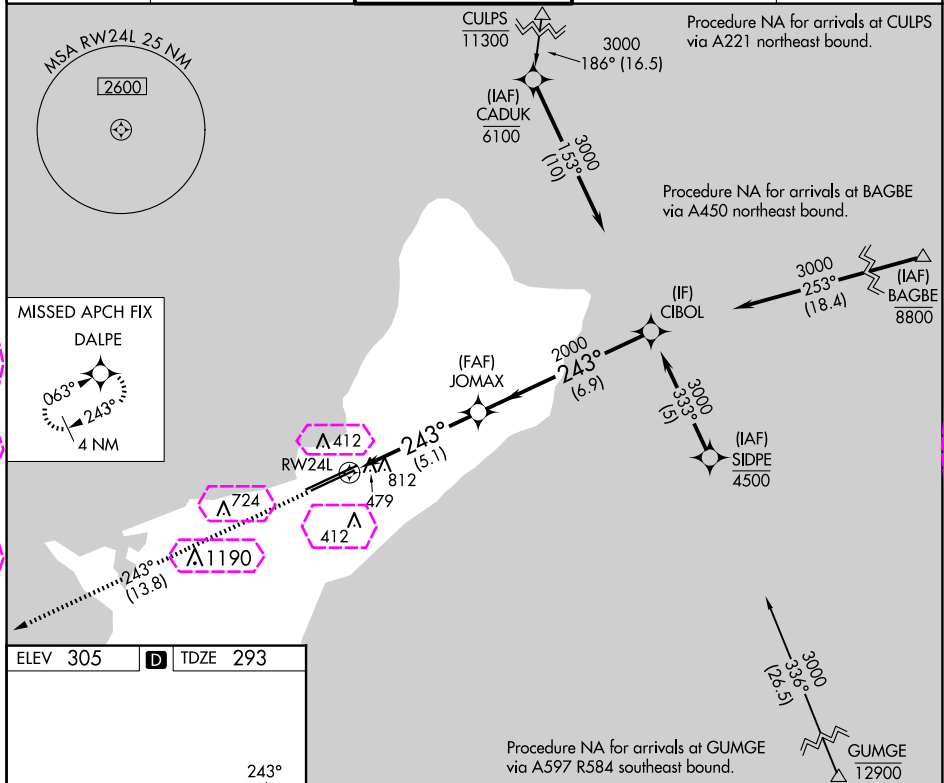 CULPS
11300
Procedure NA for arrivals at CULPS
via A221 northeast bound.
MSA RW24L 25 NM
2600
3000
186° (16.5)
(IAF)
CADUK
6100
3000
153°
(10)
Procedure NA for arrivals at BAGBE
via A450 northeast bound.
3000
253°
(18.4)
(IAF)
BAGBE
8800
(IF)
CIBOL
MISSED APCH FIX
DALPE
063°
243°
4 NM
(FAF)
JOMAX
2000
243°
(6.9)
3000
333°
(5)
(IAF)
SIDPE
4500
412
243°
(5.1)
RW24L
812
479
724
412
1190
243°
(13.8)
ELEV 305
D
TDZE 293
243°
3000
336°
(26.5)
Procedure NA for arrivals at GUMGE
via A597 R584 southeast bound.
GUMGE
12900